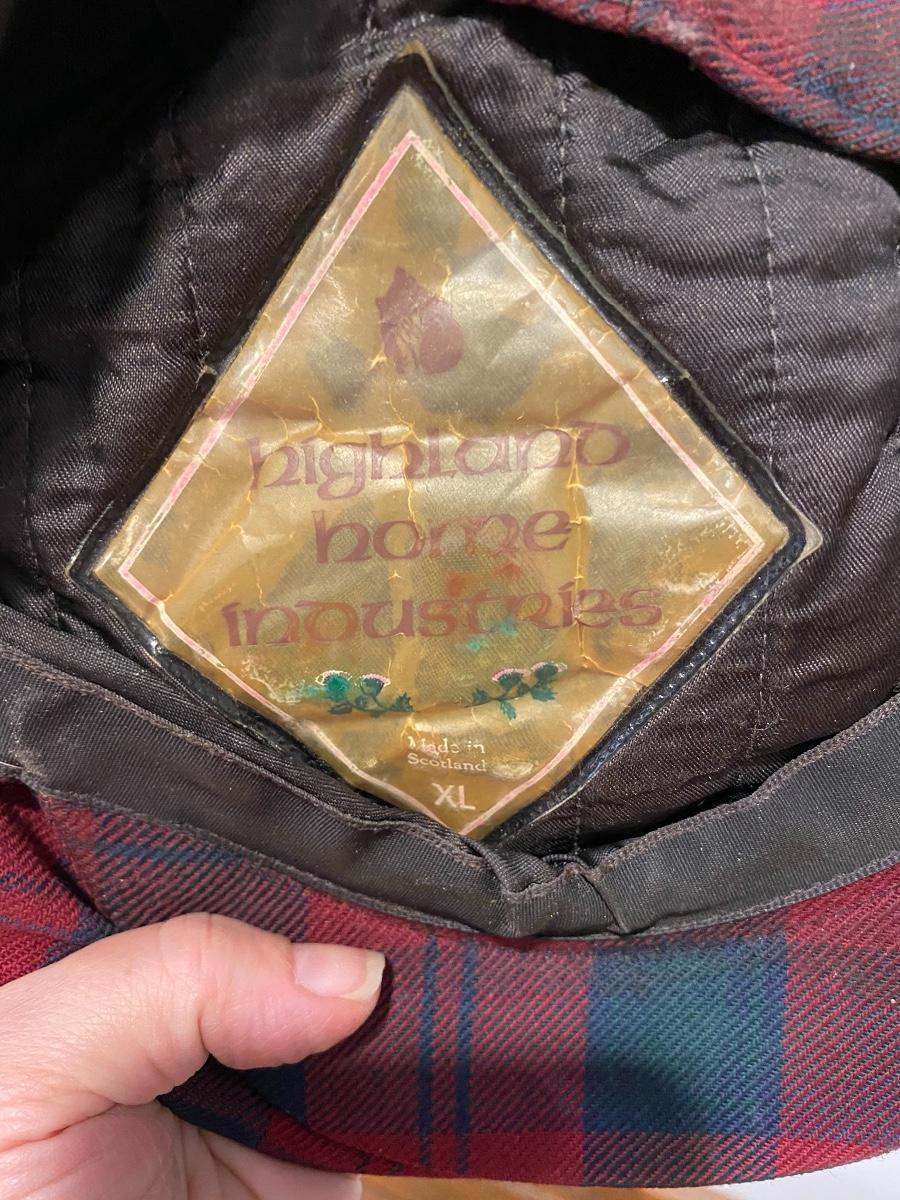 highland
home
industries
Made in
Scotland
XL